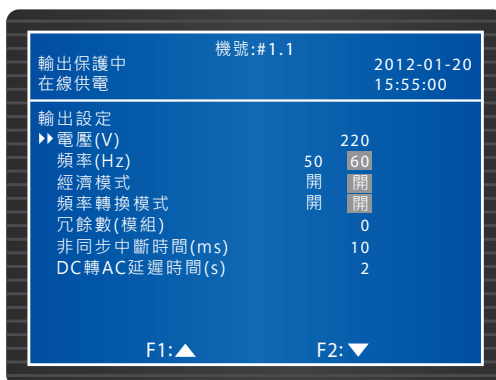 機號:#1.1
輸出保護中 2012-01-20
在線供電 15:55:00
輸出設定
電壓(V) 220
頻率(Hz) 50 60
經濟模式 開 開
頻率轉換模式 開 開
冗餘數(模組) 0
非同步中斷時間(ms) 10
DC轉AC延遲時間(s) 2
F1: F2: